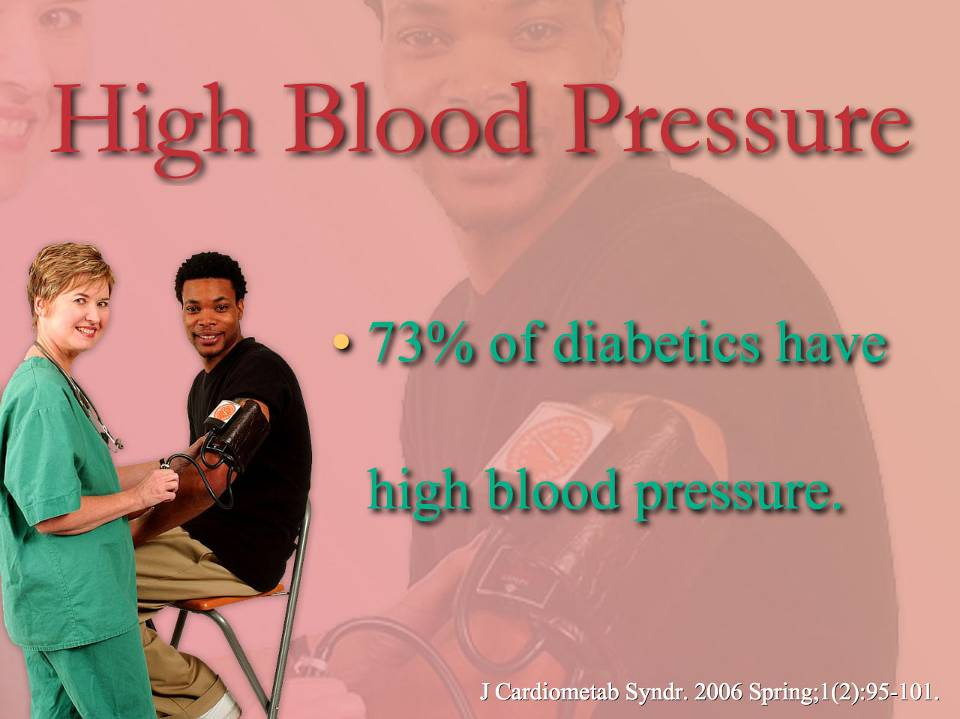 High Blood Pressure
• 73% of diabetics have
high blood pressure.
J Cardiometab Syndr. 2006 Spring;1(2):95-101.